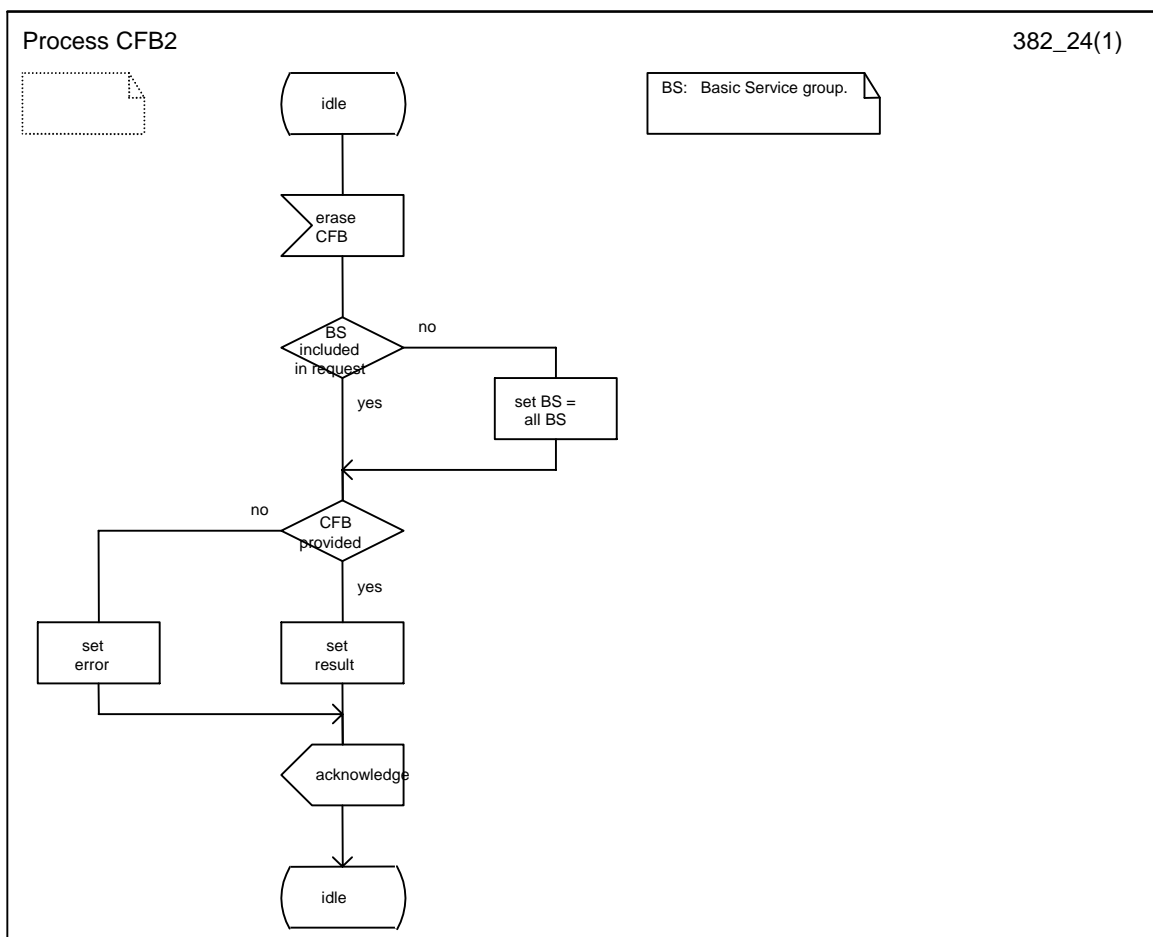 Process CFB2
382_24(1)
idle
BS: Basic Service group.
erase
CFB
BS
included
in request
no
yes
set BS =
all BS
no
CFB
provided
yes
set
error
set
result
acknowledge
idle